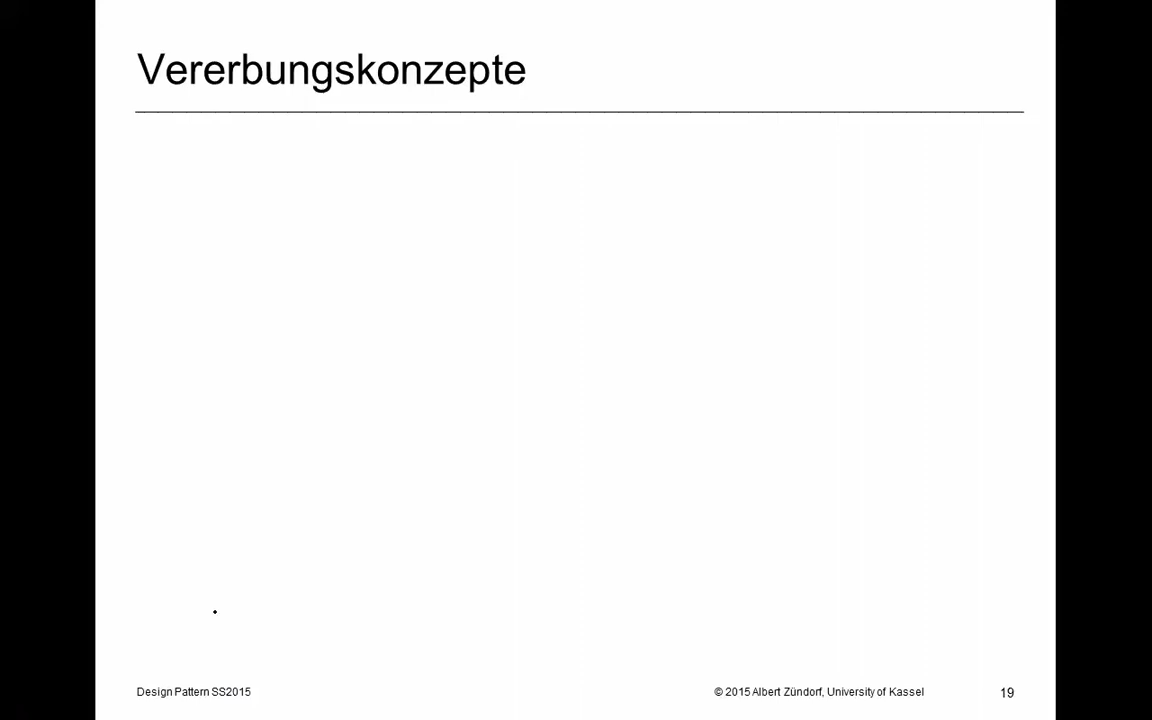 Vererbungskonzepte
Design Pattern SS2015
© 2015 Albert Zündorf, University of Kassel
19